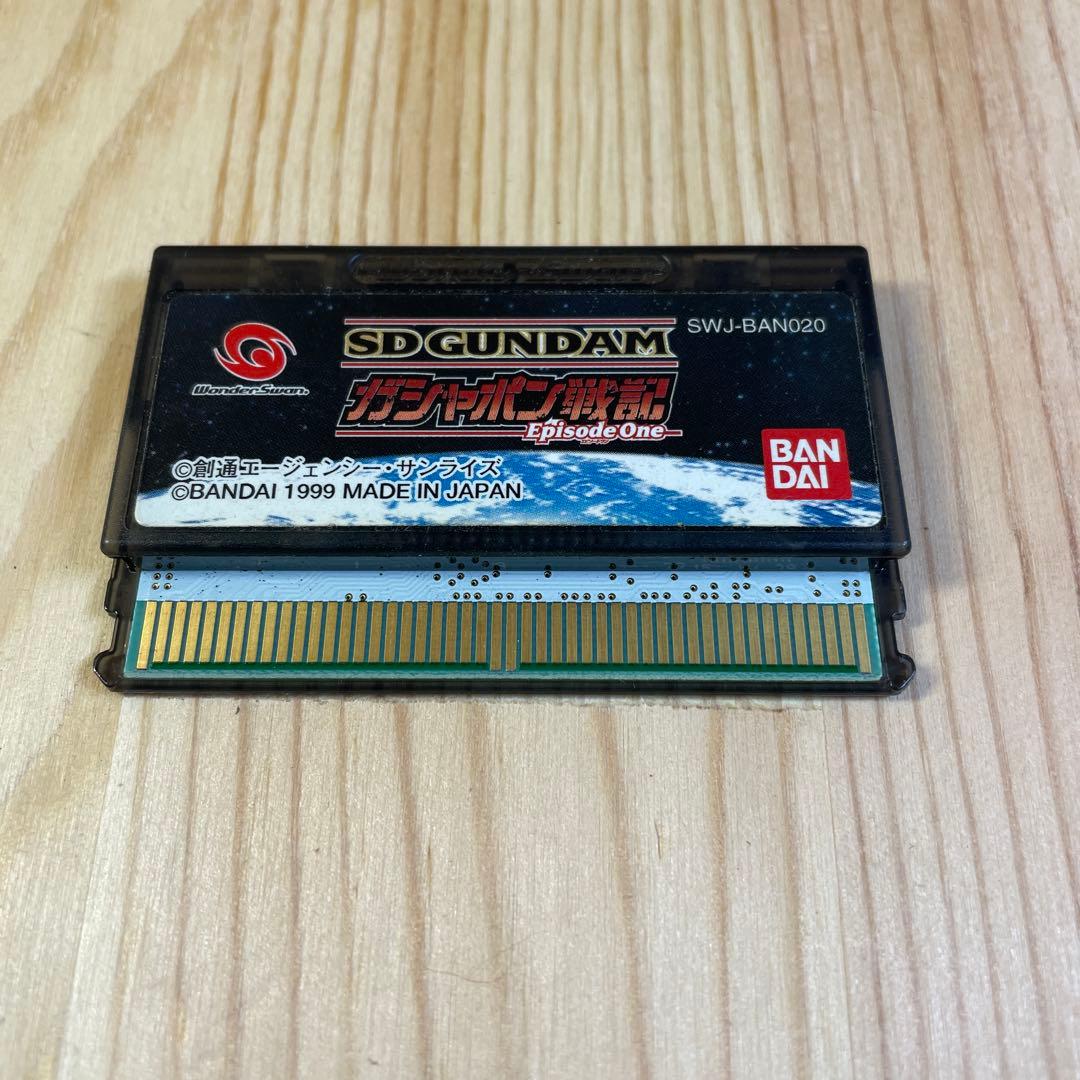 SWJ-BAN020
SD GUNDAM
WonderSwan.
ガシャポン戦記
Episode One
BAN
DAI
©創通エージェンシー・サンライズ
©BANDAI 1999 MADE IN JAPAN